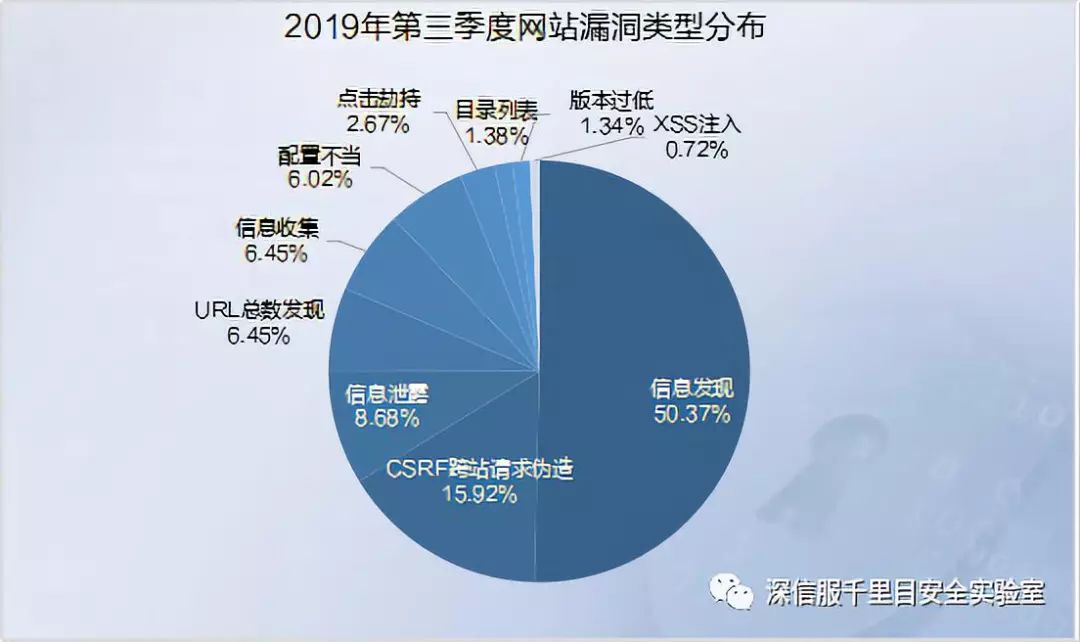 2019年第三季度网站漏洞类型分布
点击劫持
2.67%
目录列表
1.38%
版本过低
1.34%
XSS注入
0.72%
配置不当
6.02%
信息收集
6.45%
URL总数发现
6.45%
信息泄露
8.68%
信息发现
50.37%
CSRF跨站请求伪造
15.92%
深信服千里目安全实验室